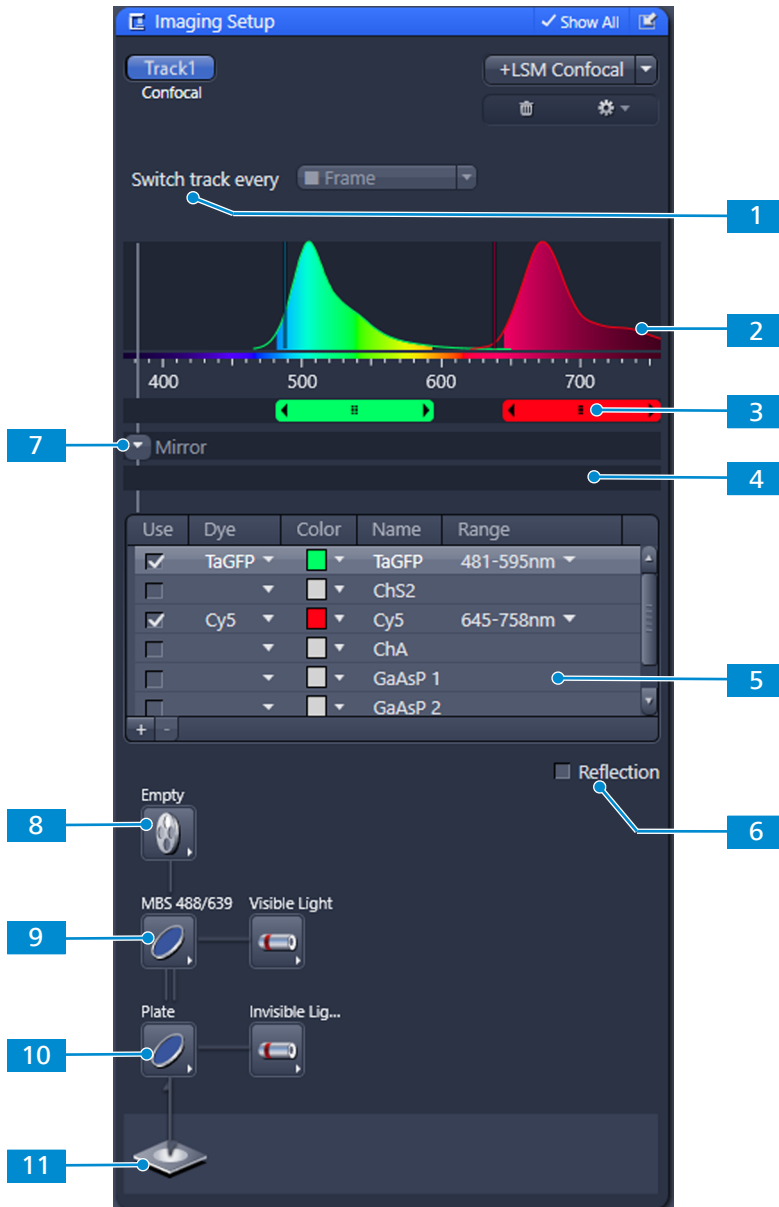 Imaging Setup Show All
Track1 +LSM Confocal
Confocal
Switch track every Frame
1
2
400 500 600 700
3
7 Mirror
4
Use Dye Color Name Range
TaGFP TaGFP 481-595nm
ChS2
Cy5 Cy5 645-758nm
ChA
GaAsP 1
5
GaAsP 2
+ -
Reflection
Empty
8
6
MBS 488/639 Visible Light
9
Plate Invisible Lig...
10
11